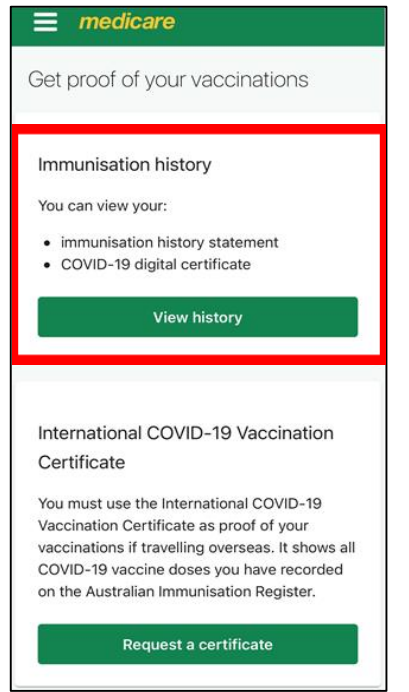 medicare
Get proof of your vaccinations
Immunisation history
You can view your:
• immunisation history statement
• COVID-19 digital certificate
View history
International COVID-19 Vaccination
Certificate
You must use the International COVID-19
Vaccination Certificate as proof of your
vaccinations if travelling overseas. It shows all
COVID-19 vaccine doses you have recorded
on the Australian Immunisation Register.
Request a certificate